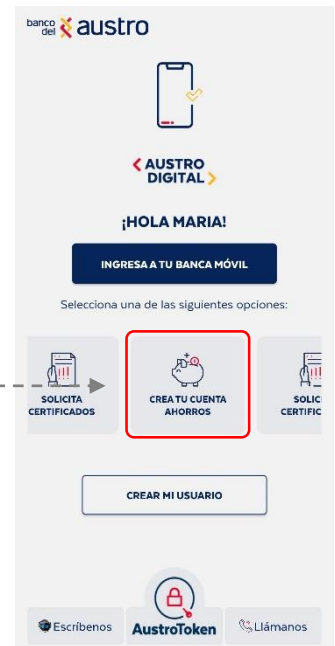 banco del austro
AUSTRO
DIGITAL
¡HOLA MARIA!
INGRESA A TU BANCA MÓVIL
Selecciona una de las siguientes opciones:
SOLICITA
CERTIFICADOS
CREA TU CUENTA
AHORROS
SOLIC
CERTIFIC
CREAR MI USUARIO
Escríbenos
AustroToken
Llámanos